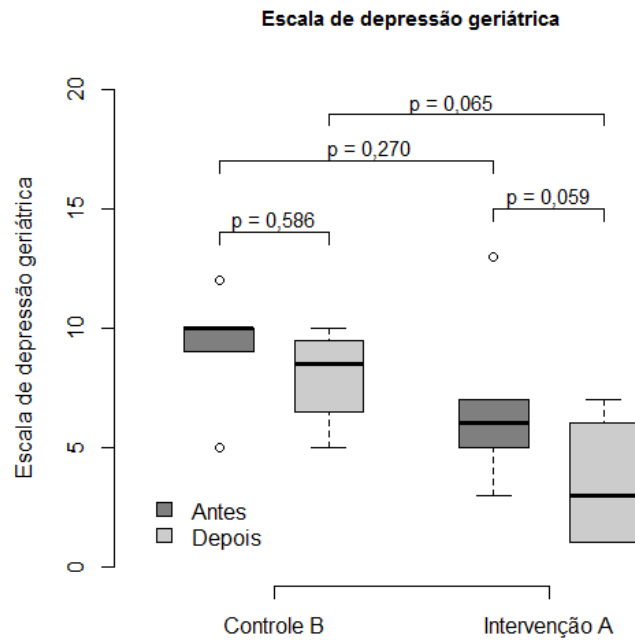 Escala de depressão geriátrica
Escala de depressão geriátrica
20
15
10
5
0
p = 0,065
p = 0,270
p = 0,059
p = 0,586
Antes
Depois
Controle B
Intervenção A